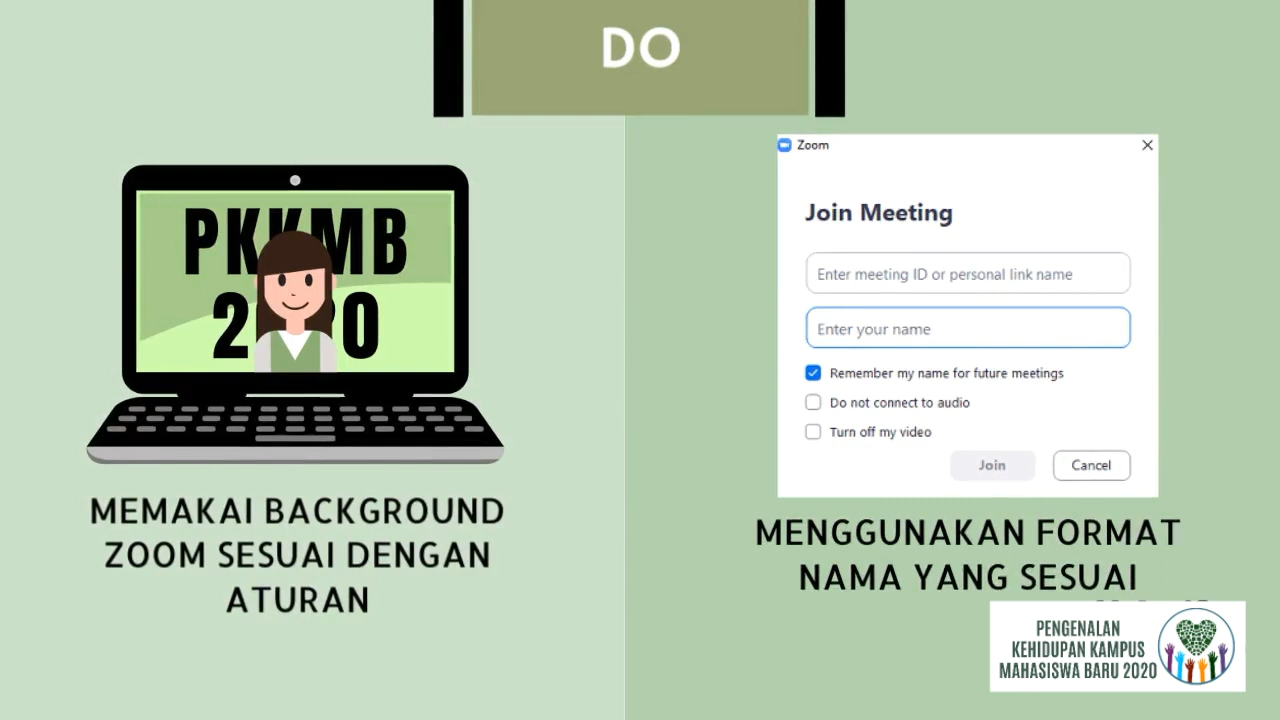 DO
PKKMB
2020
MEMAKAI BACKGROUND
ZOOM SESUAI DENGAN
ATURAN
Zoom
Join Meeting
Enter meeting ID or personal link name
Enter your name
Remember my name for future meetings
Do not connect to audio
Turn off my video
Join Cancel
MENGGUNAKAN FORMAT
NAMA YANG SESUAI
PENGENALAN
KEHIDUPAN KAMPUS
MAHASISWA BARU 2020